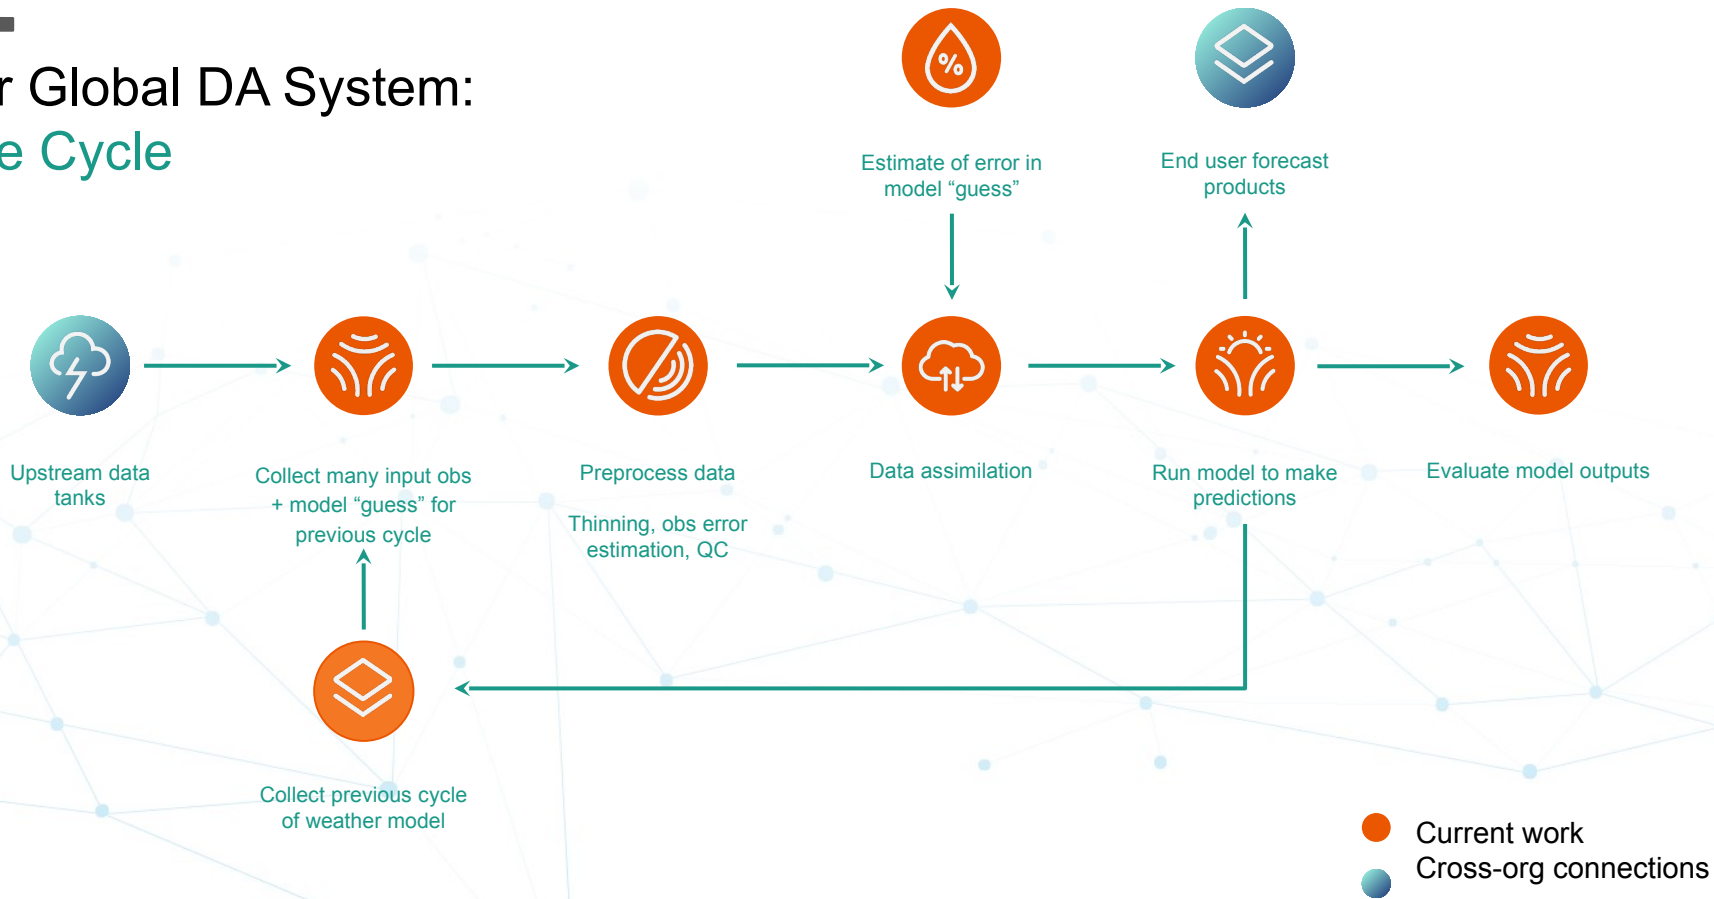 r Global DA System:
e Cycle
%
Estimate of error in
model “guess”
End user forecast
products
Upstream data
tanks
Collect many input obs
+ model “guess” for
previous cycle
Preprocess data
Thinning, obs error
estimation, QC
Data assimilation
Run model to make
predictions
Evaluate model outputs
Collect previous cycle
of weather model
Current work
Cross-org connections